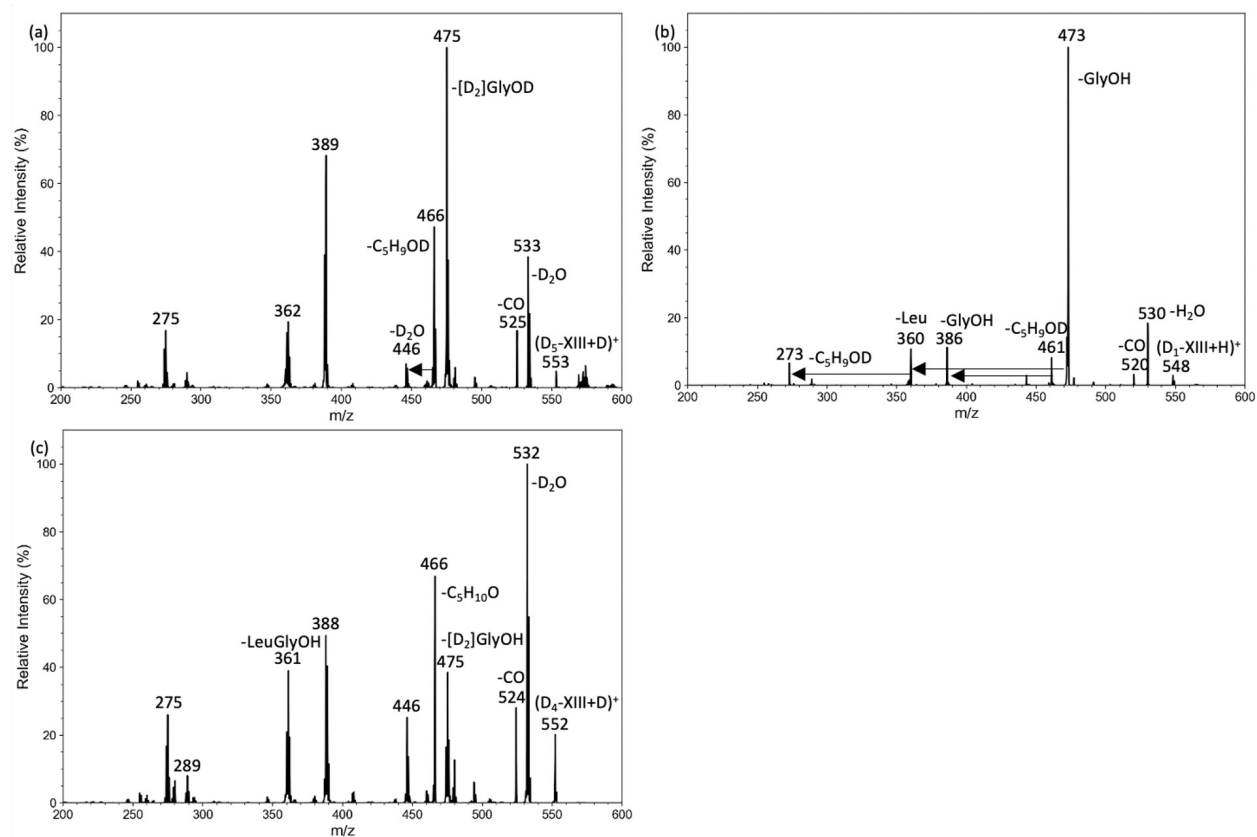 (a)
475
-[D₂]GlyOD
389
466
-C₅H₉OD
533
-D₂O
-CO
525
362
275
-D₂O
446
(D₅-XIII+D)⁺
553
100
80
60
40
20
0
Relative Intensity (%)
200 250 300 350 400 450 500 550 600
m/z
(b)
473
-GlyOH
530 -H₂O
-Leu
360
-GlyOH
386
-C₅H₉OD
461
-CO
520
(D₁-XIII+H)⁺
548
273 -C₅H₉OD
100
80
60
40
20
0
Relative Intensity (%)
200 250 300 350 400 450 500 550 600
m/z
(c)
532
-D₂O
466
-C₅H₁₀O
388
-[D₂]GlyOH
475
-LeuGlyOH
361
-CO
524
(D₄-XIII+D)⁺
552
446
275
289
100
80
60
40
20
0
Relative Intensity (%)
200 250 300 350 400 450 500 550 600
m/z